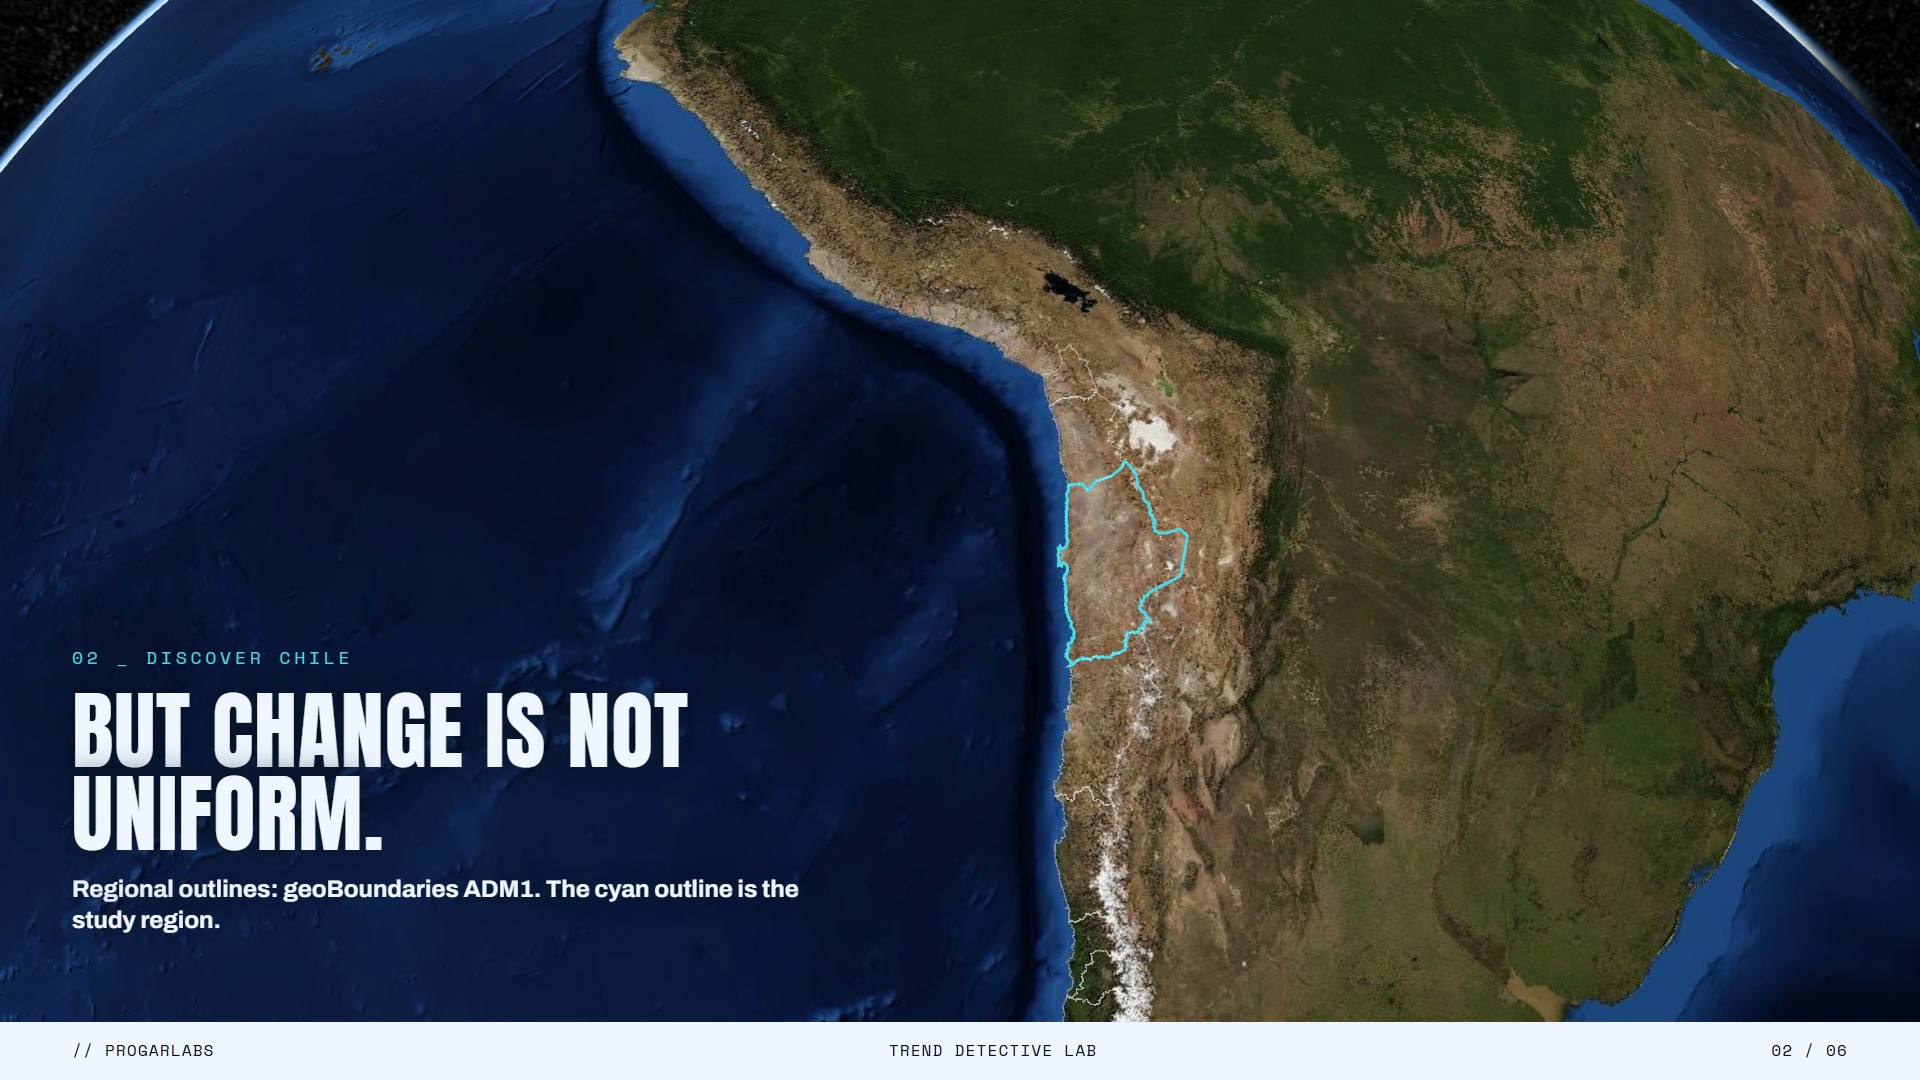 02 _ DISCOVER CHILE
BUT CHANGE IS NOT
UNIFORM.
Regional outlines: geoBoundaries ADM1. The cyan outline is the
study region.
// PROGARLABS
TREND DETECTIVE LAB
02 / 06